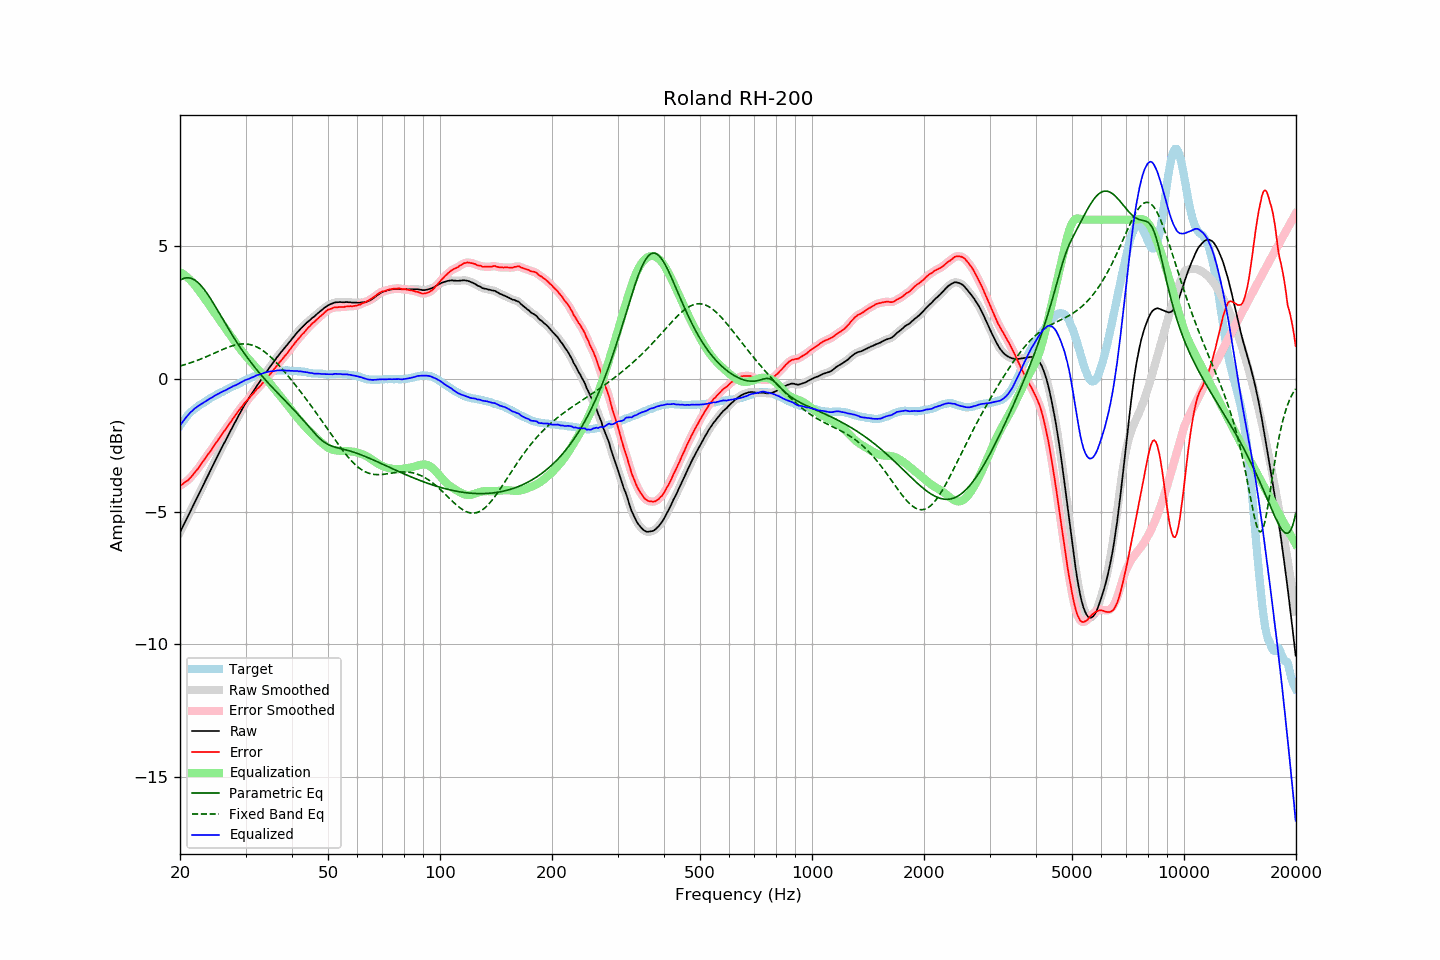 Roland RH-200
Amplitude (dBr)
5
0
−5
−10
−15
Target
Raw Smoothed
Error Smoothed
Raw
Error
Equalization
Parametric Eq
Fixed Band Eq
Equalized
20 50 100 200 500 1000 2000 5000 10000 20000
Frequency (Hz)